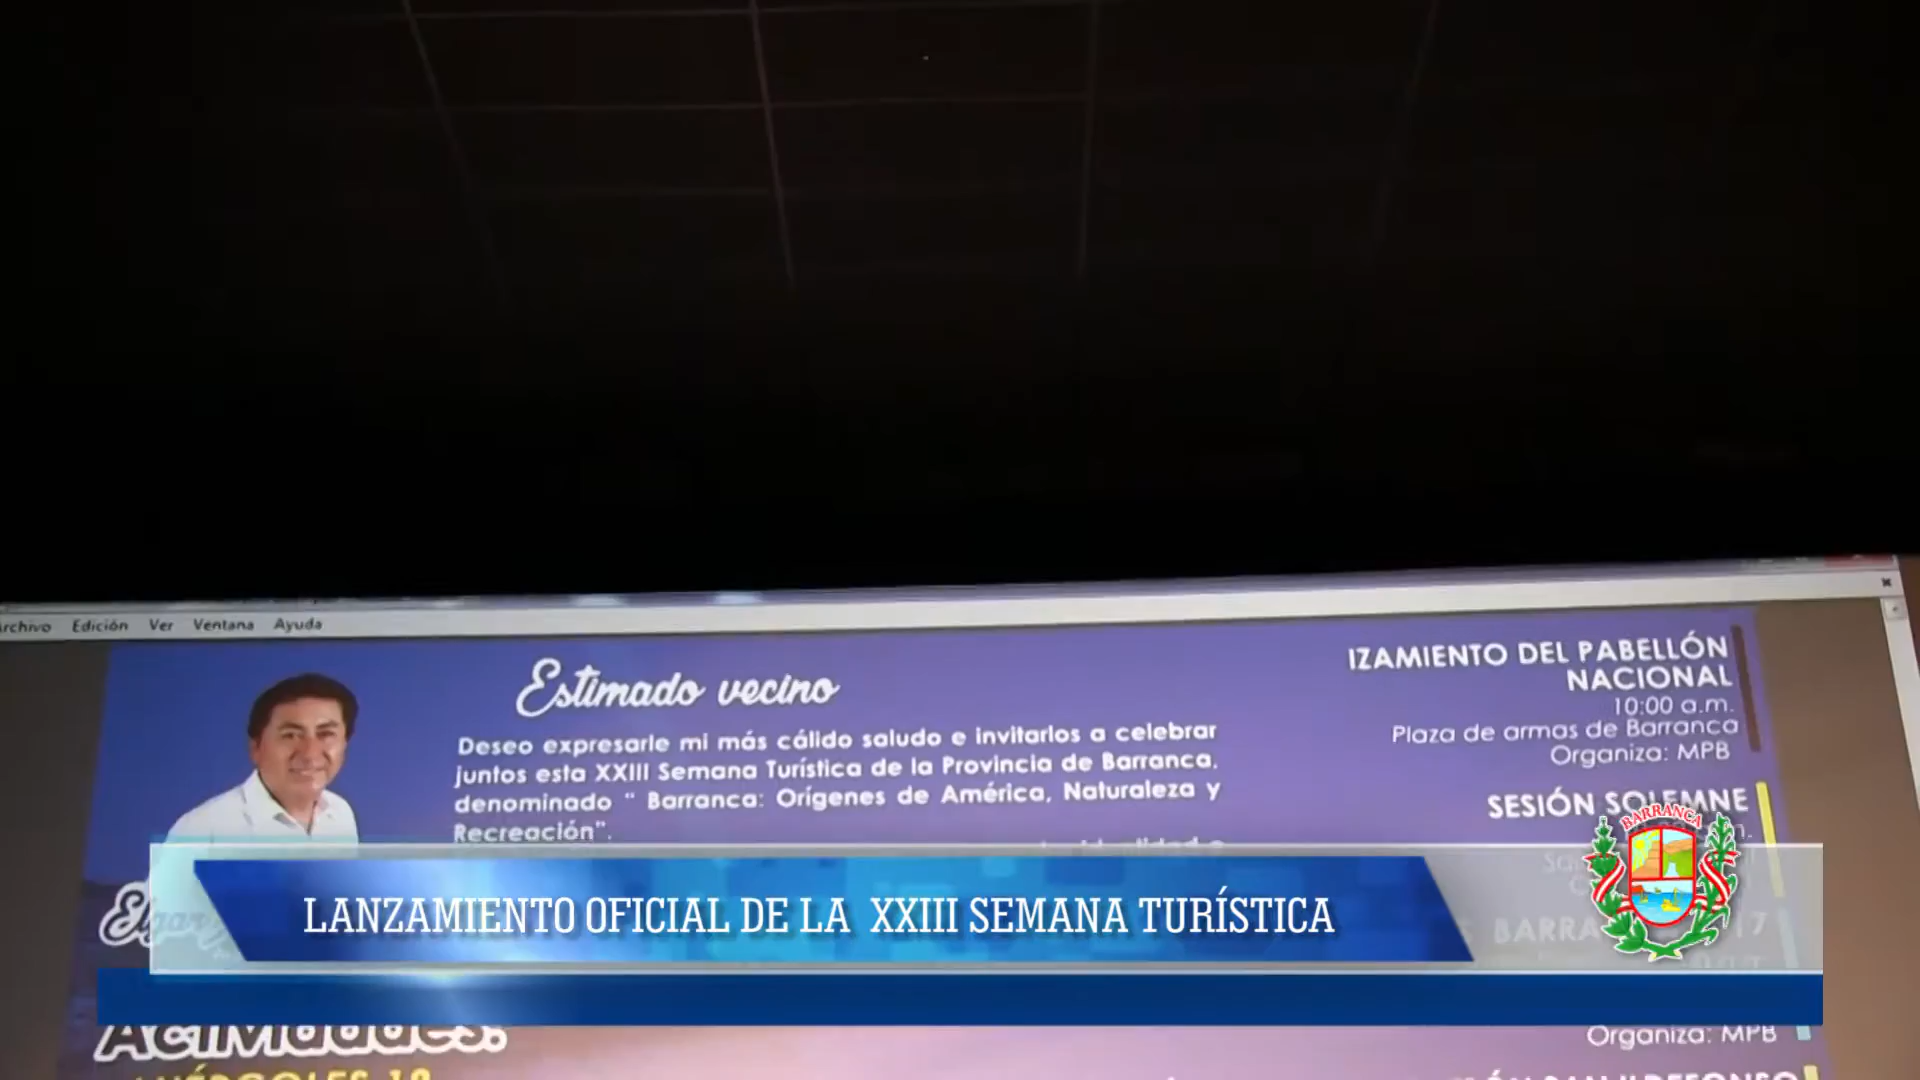 Edición Ver Ventana Ayuda
Estimado vecino
Deseo expresarle mi más cálido saludo e invitarlos a celebrar
juntos esta XXIII Semana Turística de la Provincia de Barranca,
denominado " Barranca: Orígenes de América, Naturaleza y
Recreación".
IZAMIENTO DEL PABELLÓN
NACIONAL
10:00 a.m.
Plaza de armas de Barranca
Organiza: MPB
SESIÓN SOLEMNE
BARRANCA
LANZAMIENTO OFICIAL DE LA XXIII SEMANA TURÍSTICA
Organiza: MPB
Actividades: